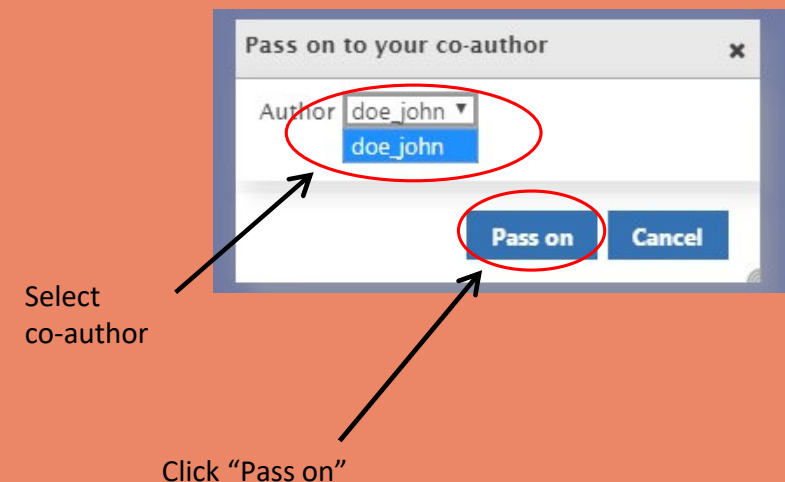 Pass on to your co-author ×
Author doe_john ▼
doe_john
Pass on Cancel
Select
co-author
Click “Pass on”